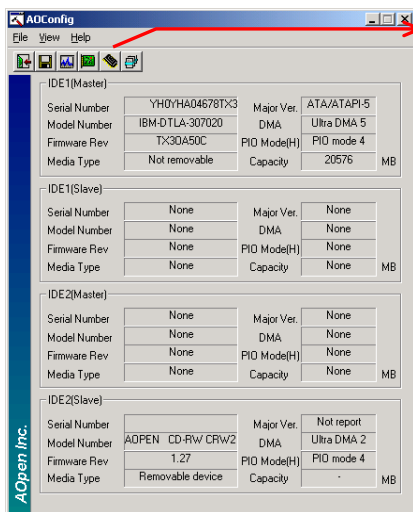 AOConfig
File View Help
IDE1(Master)
Serial Number YH0YHA04678TX3 Major Ver. ATA/ATAPI-5
Model Number IBM-DTLA-307020 DMA Ultra DMA 5
Firmware Rev TX3OA50C PIO Mode(H) PIO mode 4
Media Type Not removable Capacity 20576 MB
IDE1(Slave)
Serial Number None Major Ver. None
Model Number None DMA None
Firmware Rev None PIO Mode(H) None
Media Type None Capacity None MB
IDE2(Master)
Serial Number None Major Ver. None
Model Number None DMA None
Firmware Rev None PIO Mode(H) None
Media Type None Capacity None MB
IDE2(Slave)
Serial Number Major Ver. Not report
Model Number AOPEN CD-RW CRW2 DMA Ultra DMA 2
Firmware Rev 1.27 PIO Mode(H) PIO mode 4
Media Type Removable device Capacity - MB
AOpen Inc.